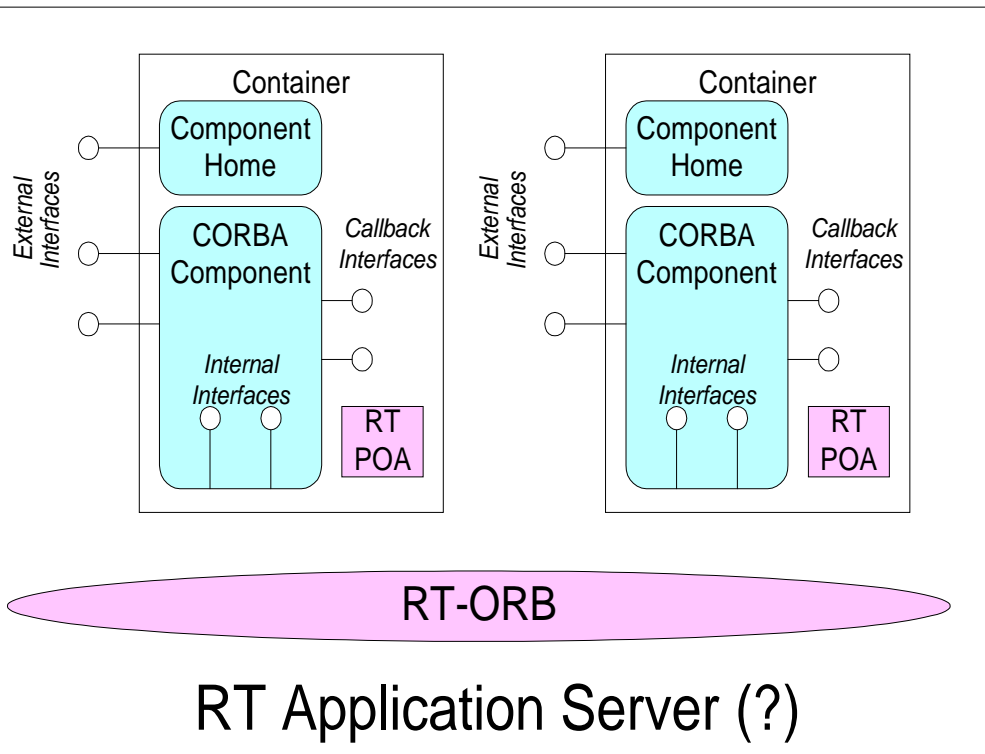 Container
Component
Home
External
Interfaces
CORBA
Component
Callback
Interfaces
Internal
Interfaces
RT
POA
Container
Component
Home
External
Interfaces
CORBA
Component
Callback
Interfaces
Internal
Interfaces
RT
POA
RT-ORB
RT Application Server (?)